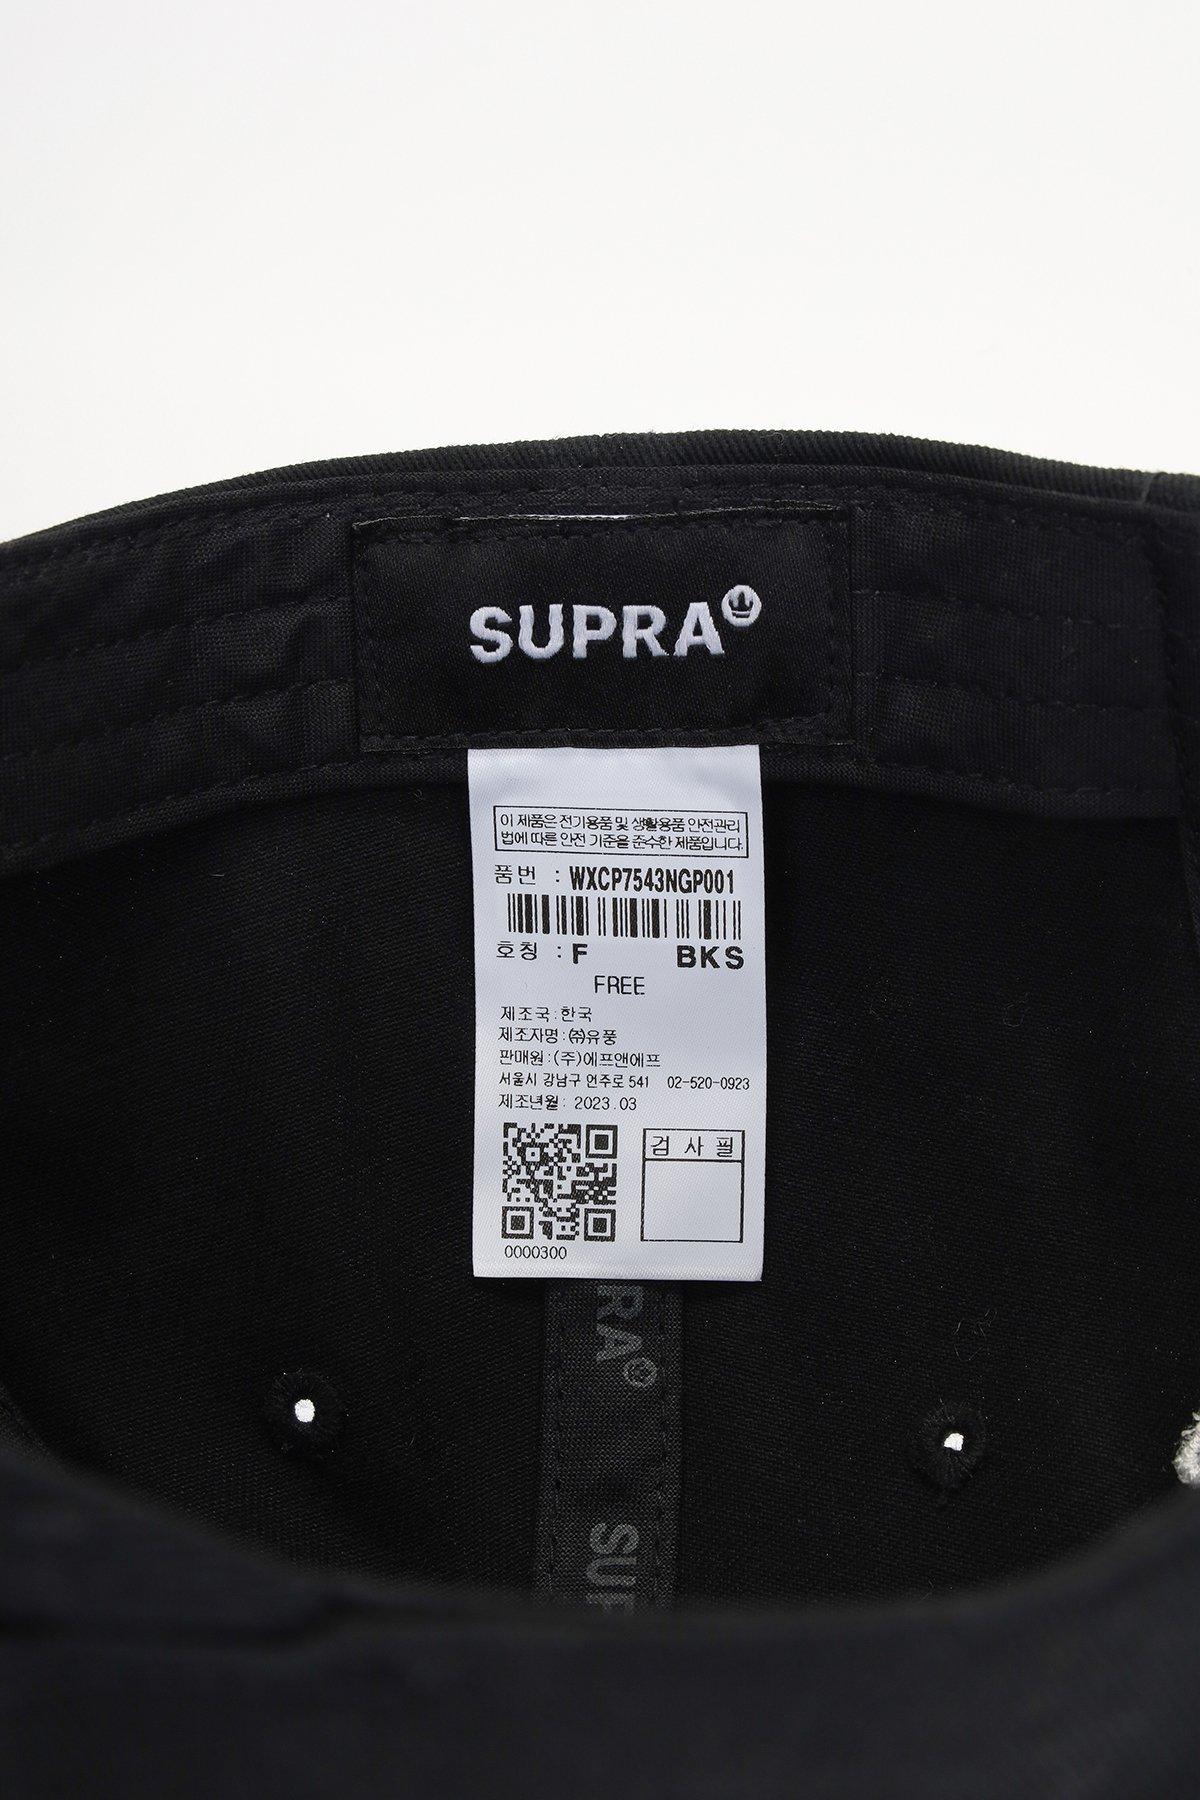 SUPRA
이 제품은 전기용품 및 생활용품 안전관리
법에 따른 안전 기준을 준수한 제품입니다.
품번 : WXCP7543NGP001
호칭 : F BKS
FREE
제조국 : 한국
제조자명 : ㈜유풍
판매원 : (주)에프앤에프
서울시 강남구 언주로 541 02-520-0923
제조년월 : 2023.03
검 사 필
0000300
RA
SUP